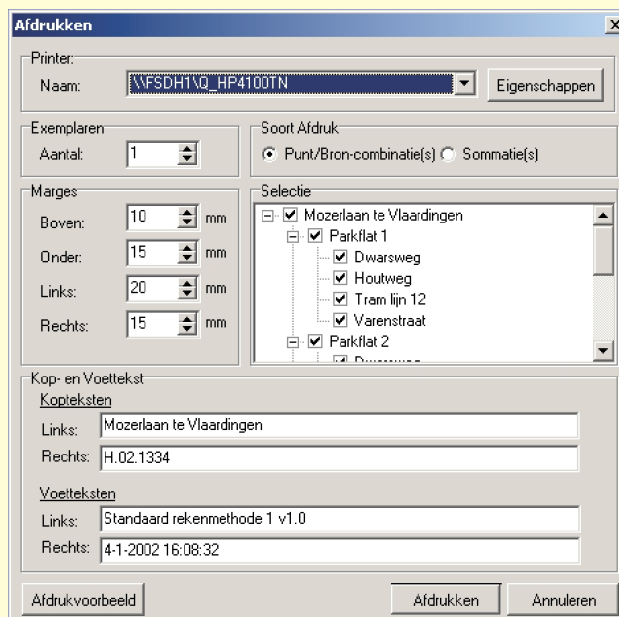 Afdrukken
Printer:
Naam: \\FSDH1\Q_HP4100TN Eigenschappen
Exemplaren
Aantal: 1
Soort Afdruk
Punt/Bron-combinatie(s) Sommatie(s)
Marges
Boven: 10 mm
Onder: 15 mm
Links: 20 mm
Rechts: 15 mm
Selectie
Mozerlaan te Vlaardingen
Parkflat 1
Dwarsweg
Houtweg
Tram lijn 12
Varenstraat
Parkflat 2
Kop- en Voettekst
Kopteksten
Links: Mozerlaan te Vlaardingen
Rechts: H.02.1334
Voetteksten
Links: Standaard rekenmethode 1 v1.0
Rechts: 4-1-2002 16:08:32
Afdrukvoorbeeld Afdrukken Annuleren